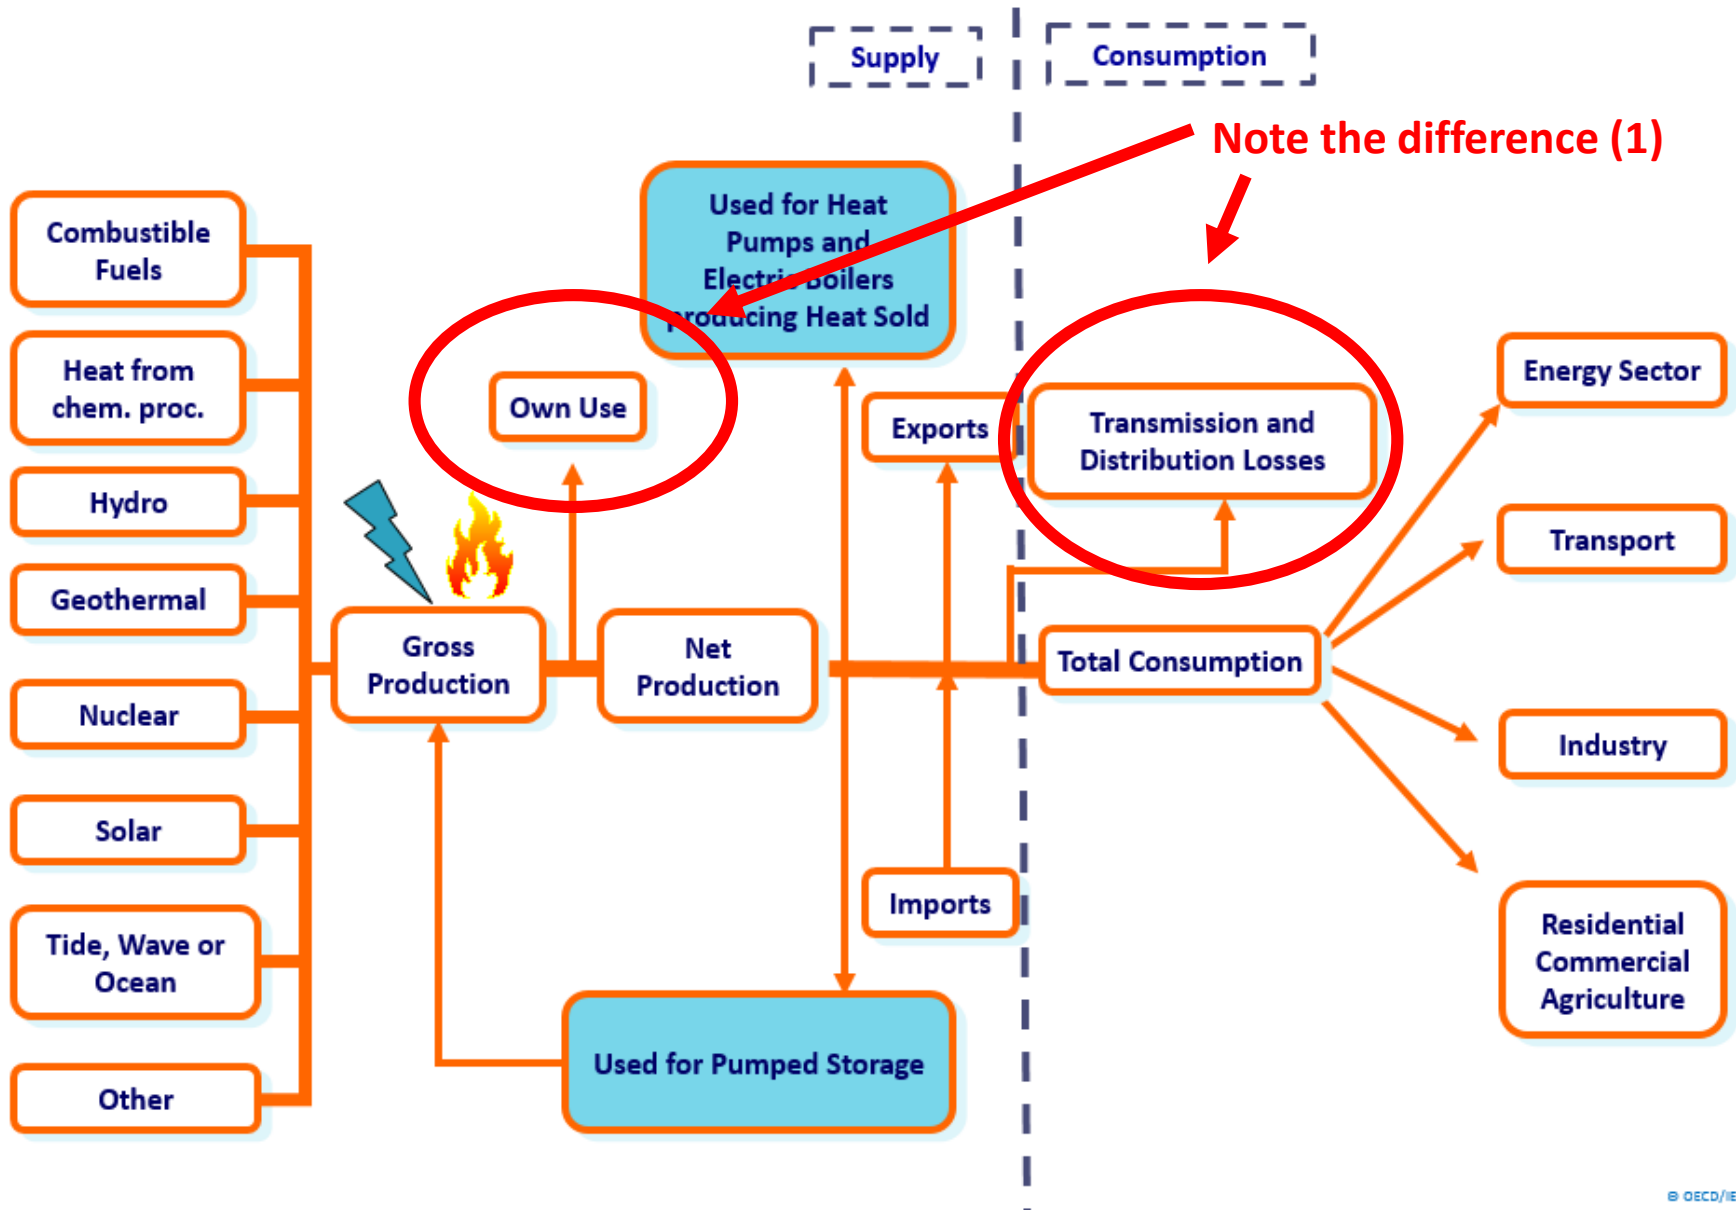 Supply
Consumption
Note the difference (1)
Combustible
Fuels
Heat from
chem. proc.
Hydro
Geothermal
Nuclear
Solar
Tide, Wave or
Ocean
Other
Own Use
Used for Heat
Pumps and
Electric Boilers
producing Heat Sold
Gross
Production
Net
Production
Exports
Imports
Used for Pumped Storage
Transmission and
Distribution Losses
Total Consumption
Energy Sector
Transport
Industry
Residential
Commercial
Agriculture
© OECD/IE